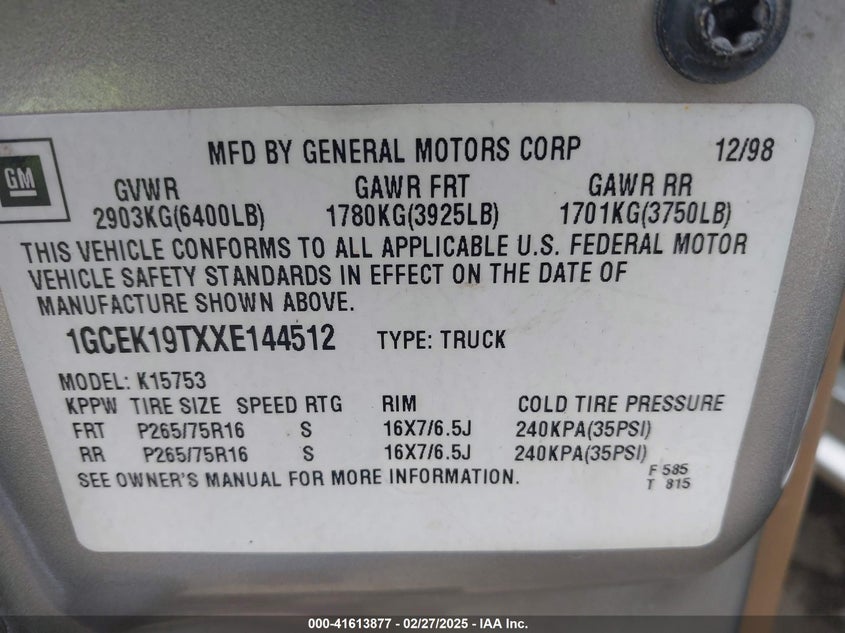 MFD BY GENERAL MOTORS CORP 12/98
GM
GVWR GAWR FRT GAWR RR
2903KG(6400LB) 1780KG(3925LB) 1701KG(3750LB)
THIS VEHICLE CONFORMS TO ALL APPLICABLE U.S. FEDERAL MOTOR
VEHICLE SAFETY STANDARDS IN EFFECT ON THE DATE OF
MANUFACTURE SHOWN ABOVE.
1GCEK19TXXE144512 TYPE: TRUCK
MODEL: K15753
KPPW TIRE SIZE SPEED RTG RIM COLD TIRE PRESSURE
FRT P265/75R16 S 16X7/6.5J 240KPA(35PSI)
RR P265/75R16 S 16X7/6.5J 240KPA(35PSI)
SEE OWNER'S MANUAL FOR MORE INFORMATION.
F 585
T 815
000-41613877 - 02/27/2025 - IAA Inc.